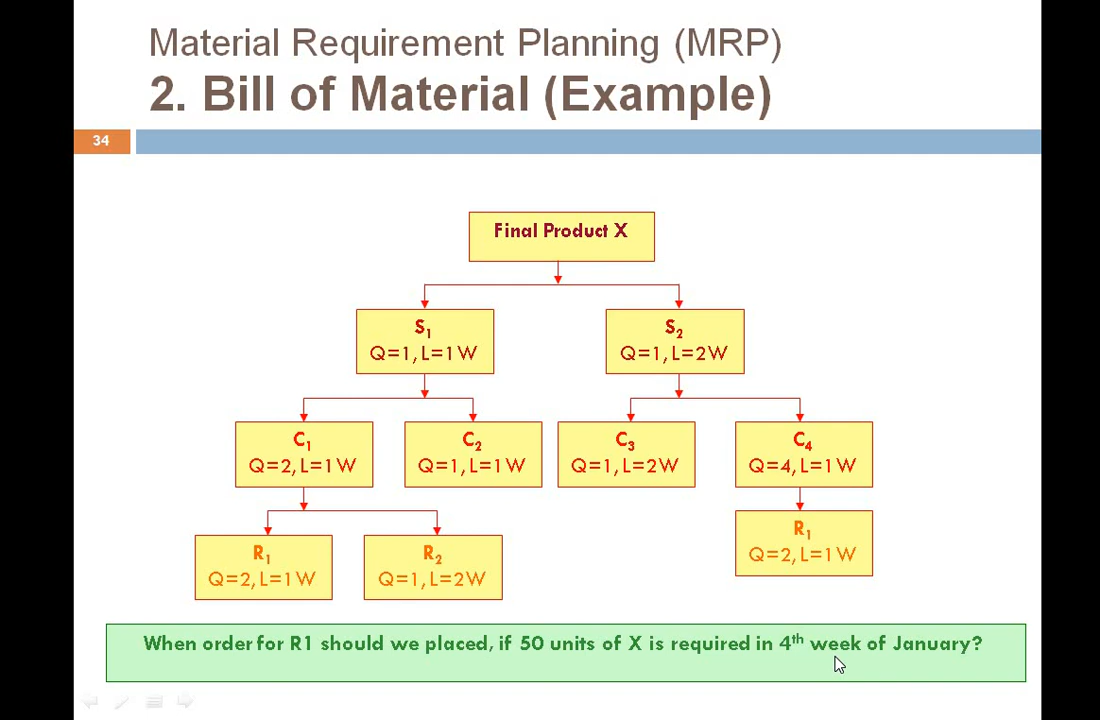 Material Requirement Planning (MRP)
2. Bill of Material (Example)
34
Final Product X
S₁
Q=1, L=1W
S₂
Q=1, L=2W
C₁
Q=2, L=1W
C₂
Q=1, L=1W
C₃
Q=1, L=2W
C₄
Q=4, L=1W
R₁
Q=2, L=1W
R₂
Q=1, L=2W
R₁
Q=2, L=1W
When order for R1 should we placed, if 50 units of X is required in 4th week of January?